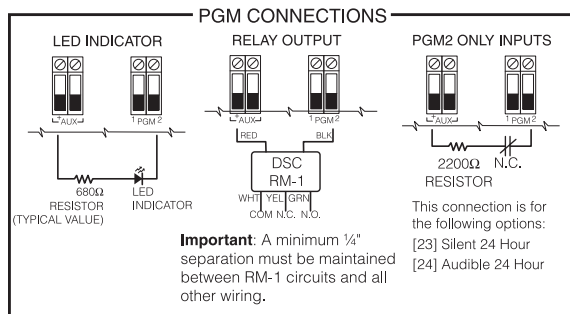 PGM CONNECTIONS
LED INDICATOR
+AUX-
1 PGM 2
680Ω
RESISTOR
(TYPICAL VALUE)
LED
INDICATOR
RELAY OUTPUT
+AUX-
1 PGM 2
RED
BLK
DSC
RM-1
WHT YEL GRN
COM N.C. N.O.
Important: A minimum ¼"
separation must be maintained
between RM-1 circuits and all
other wiring.
PGM2 ONLY INPUTS
+AUX-
1 PGM 2
2200Ω
RESISTOR
N.C.
This connection is for
the following options:
[23] Silent 24 Hour
[24] Audible 24 Hour